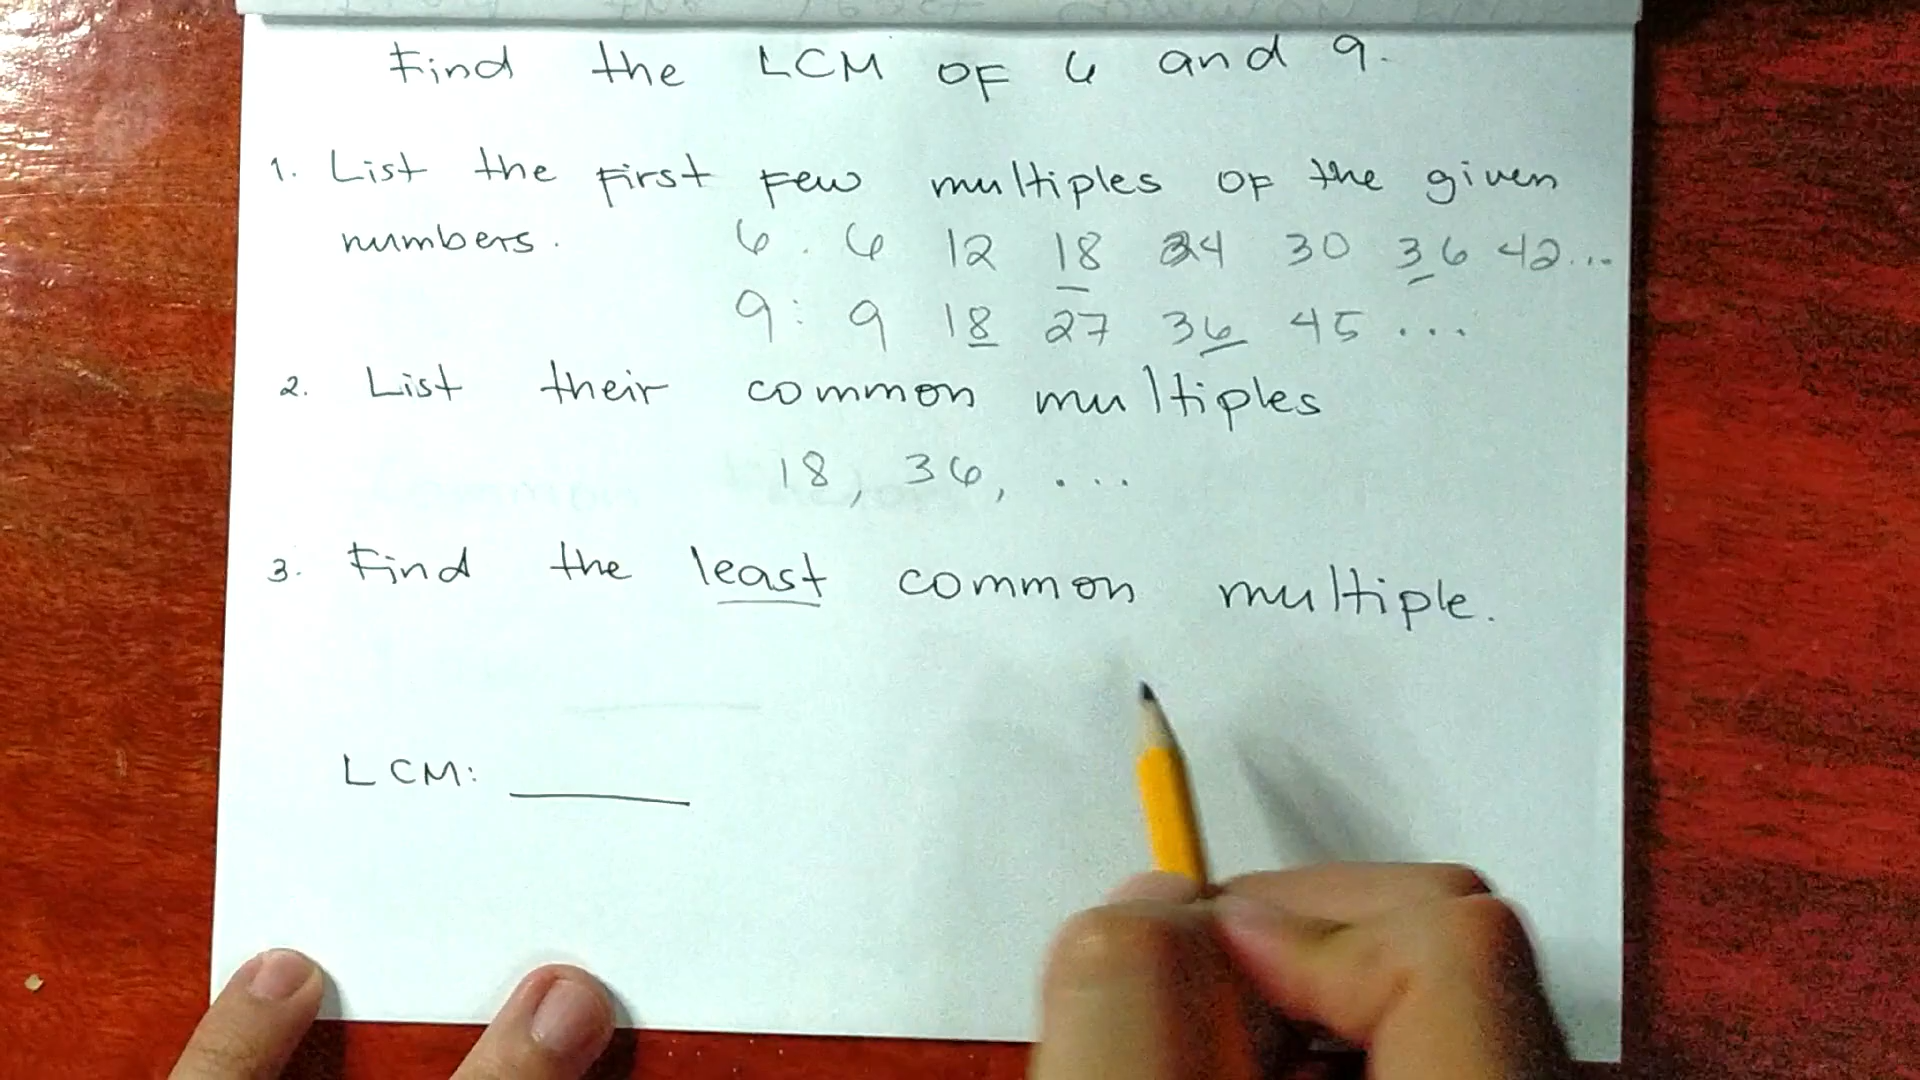 Find the LCM OF 6 and 9.
1. List the first few multiples of the given
numbers. 6 . 6 12 18 24 30 36 42...
9: 9 18 27 36 45 ...
2. List their common multiples
18, 36, ...
3. Find the least common multiple.
LCM: ______